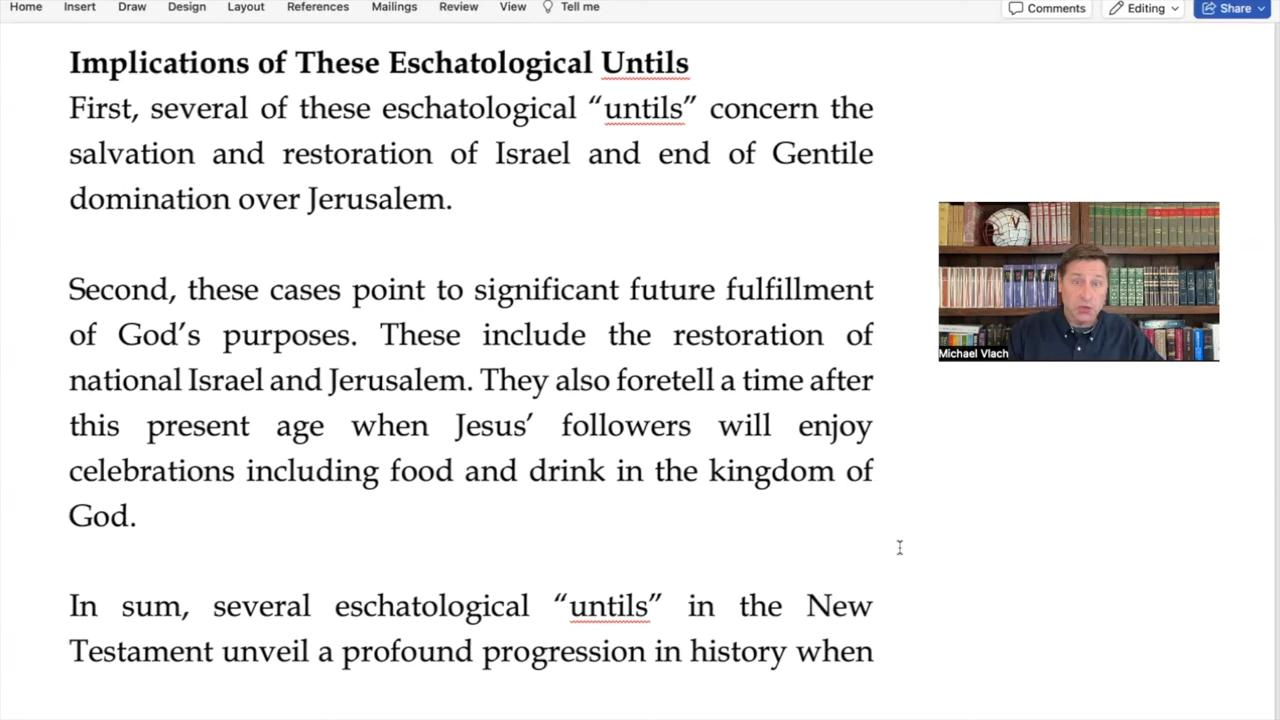 Home Insert Draw Design Layout References Mailings Review View Tell me Comments Editing Share
Implications of These Eschatological Untils
First, several of these eschatological “untils” concern the
salvation and restoration of Israel and end of Gentile
domination over Jerusalem.
Second, these cases point to significant future fulfillment
of God’s purposes. These include the restoration of
national Israel and Jerusalem. They also foretell a time after
this present age when Jesus’ followers will enjoy
celebrations including food and drink in the kingdom of
God.
In sum, several eschatological “untils” in the New
Testament unveil a profound progression in history when
V
Michael Vlach